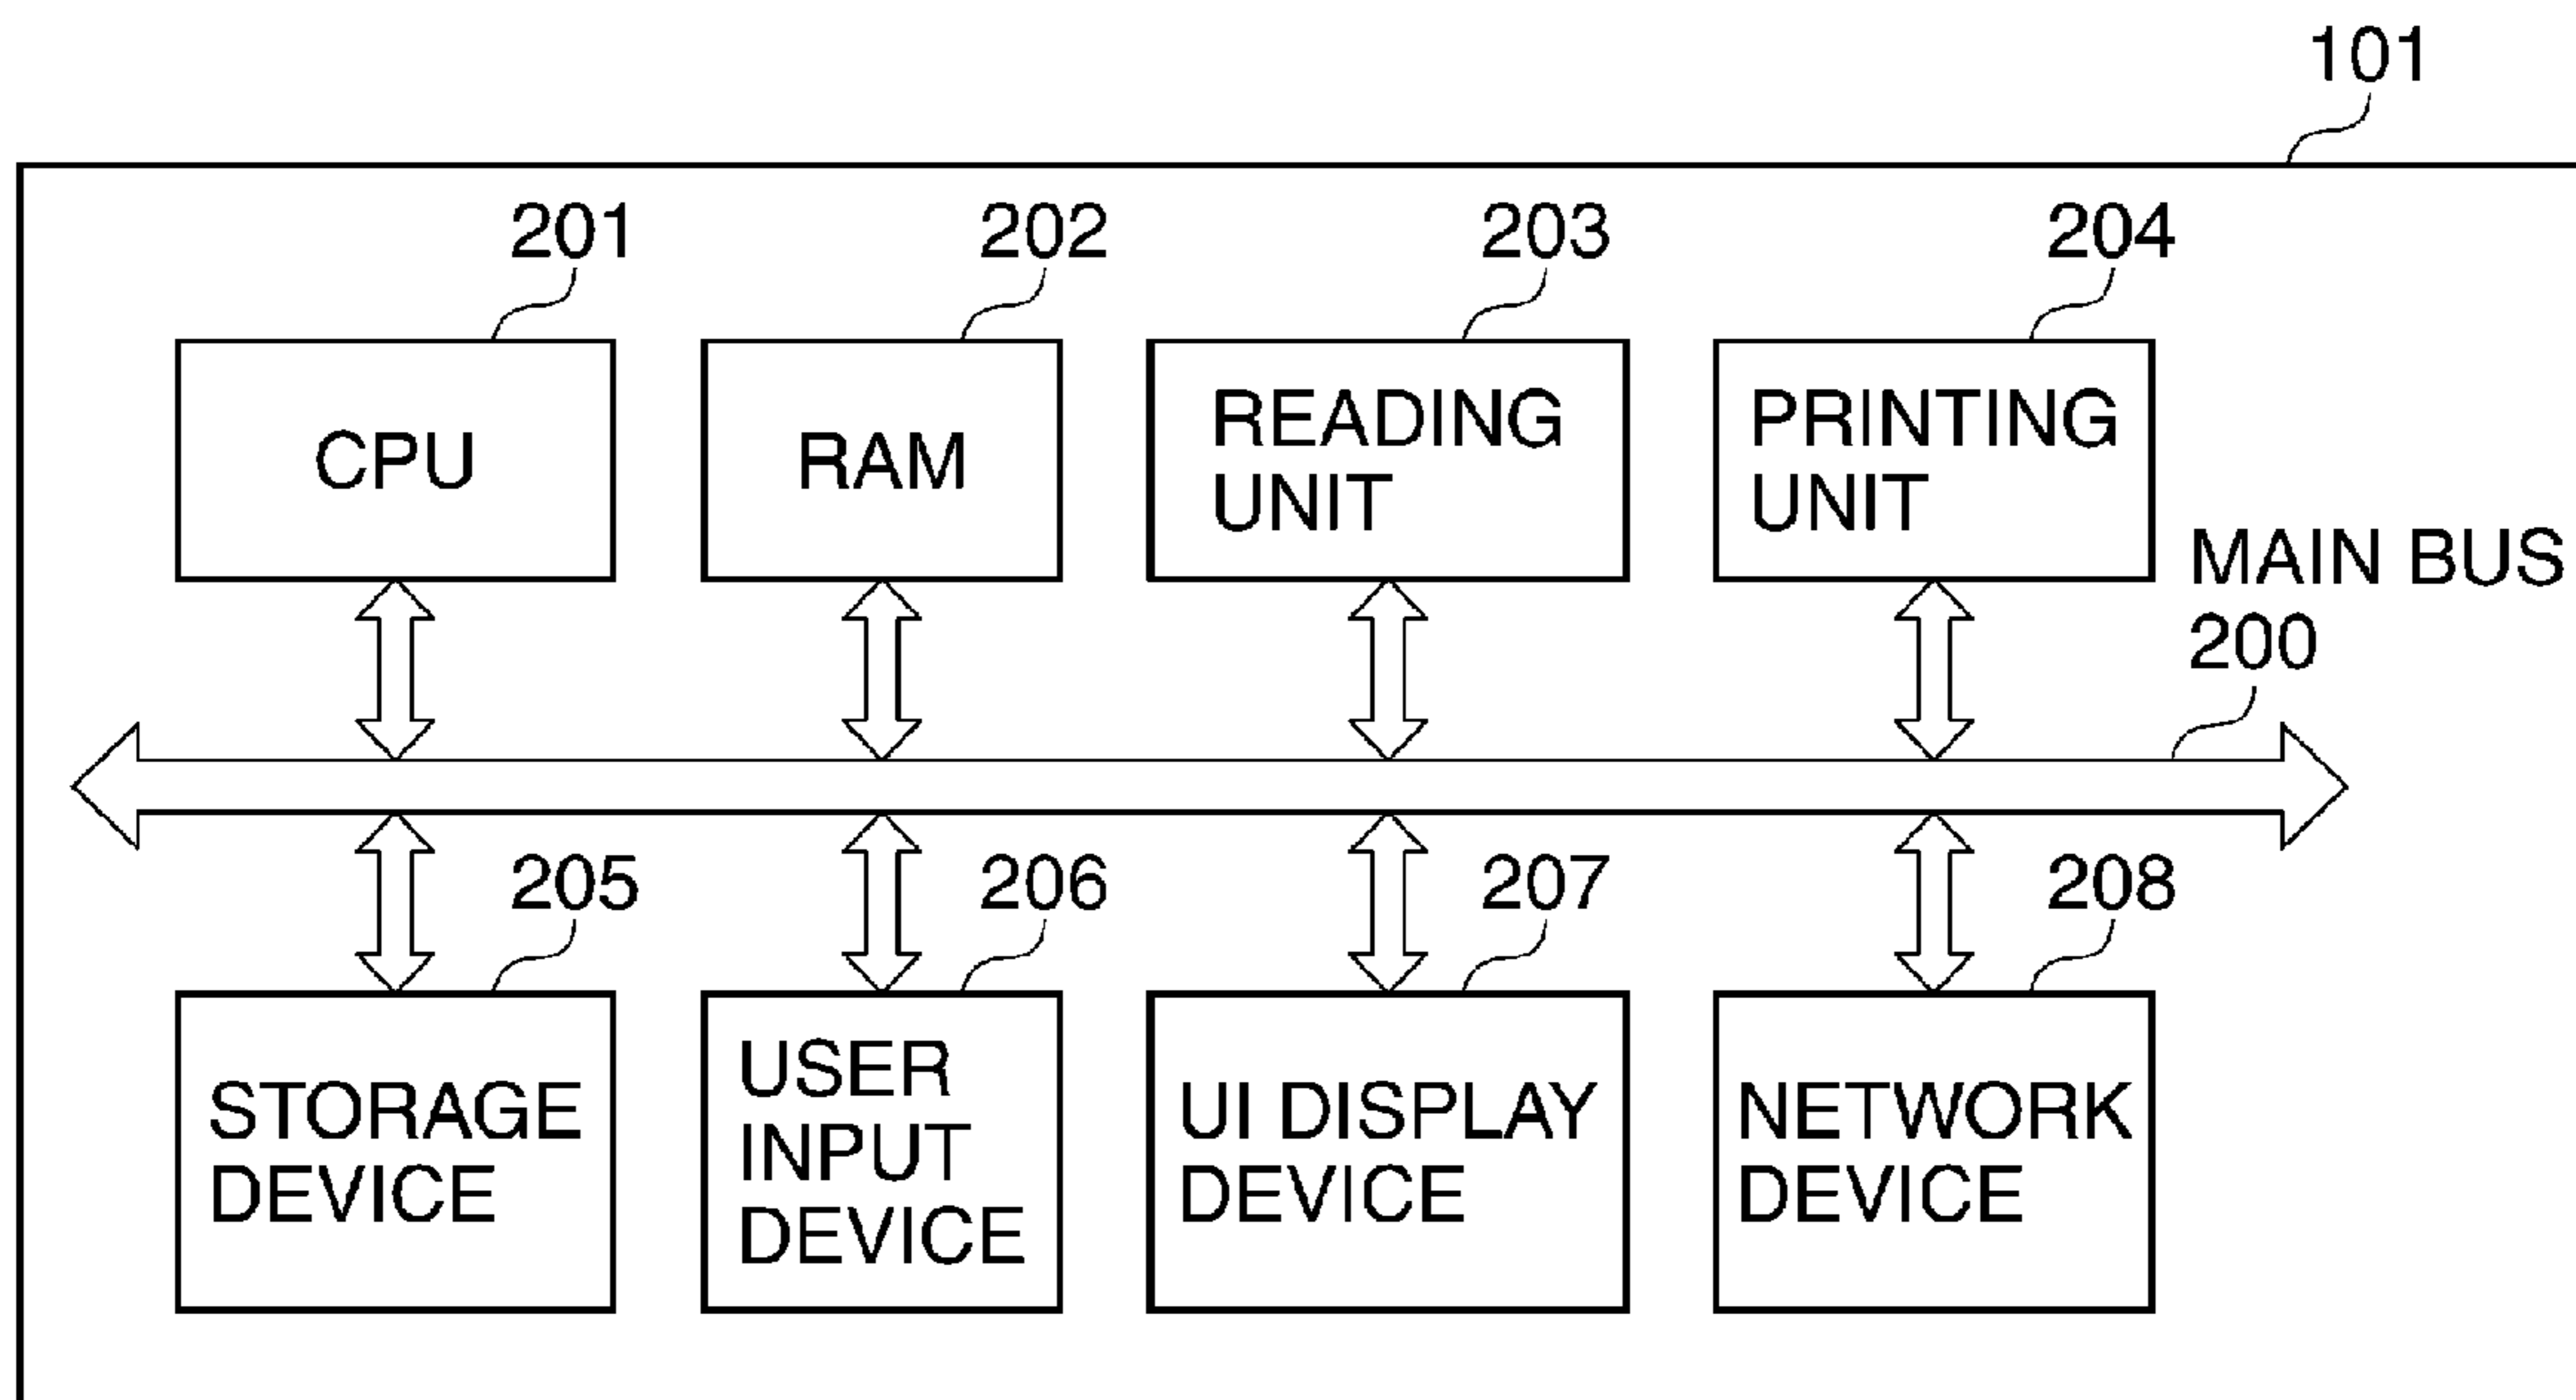 101
201
202
203
204
CPU
RAM
READING
UNIT
PRINTING
UNIT
MAIN BUS
200
205
206
207
208
STORAGE
DEVICE
USER
INPUT
DEVICE
UI DISPLAY
DEVICE
NETWORK
DEVICE